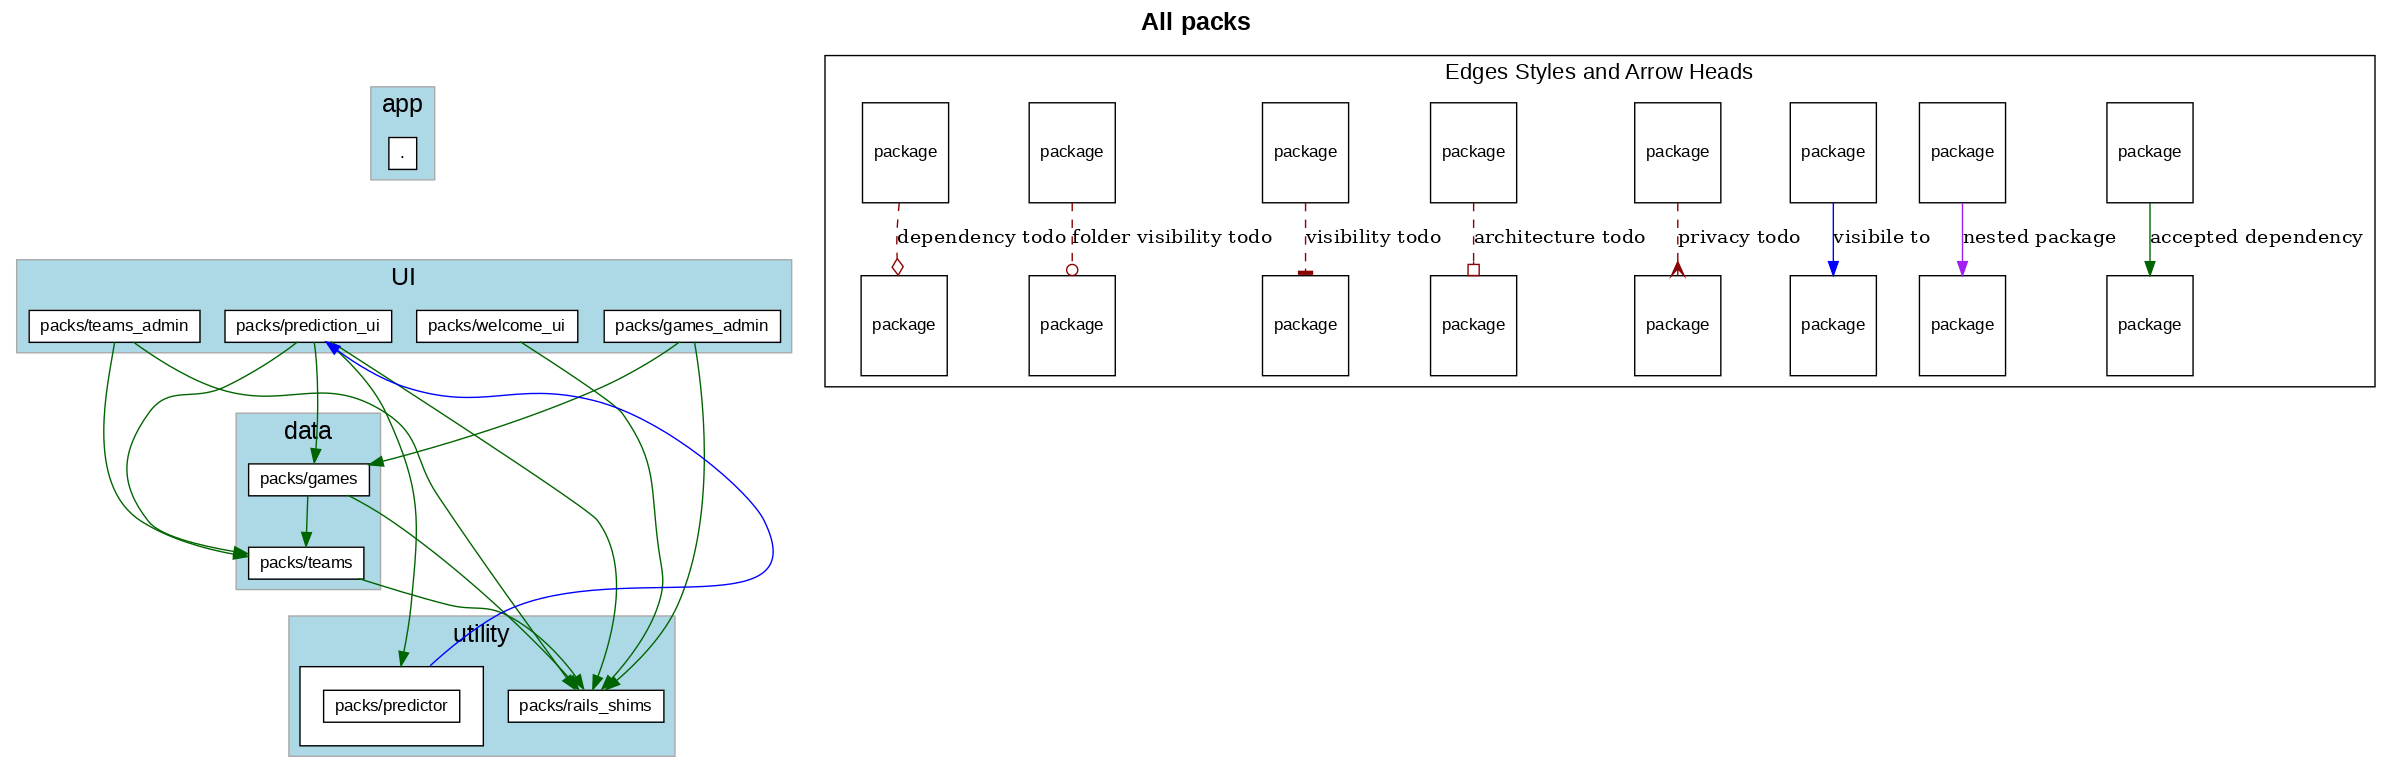 All packs
app
.
UI
packs/teams_admin
packs/prediction_ui
packs/welcome_ui
packs/games_admin
data
packs/games
packs/teams
utility
packs/predictor
packs/rails_shims
Edges Styles and Arrow Heads
package
package
package
package
package
package
package
package
dependency todo
folder visibility todo
visibility todo
architecture todo
privacy todo
visibile to
nested package
accepted dependency
package
package
package
package
package
package
package
package